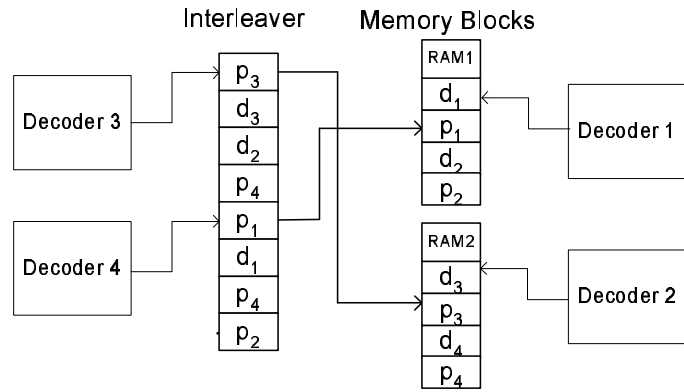 Interleaver
Memory Blocks
Decoder 3
Decoder 4
p3
d3
d2
p4
p1
d1
p4
p2
RAM1
d1
p1
d2
p2
RAM2
d3
p3
d4
p4
Decoder 1
Decoder 2